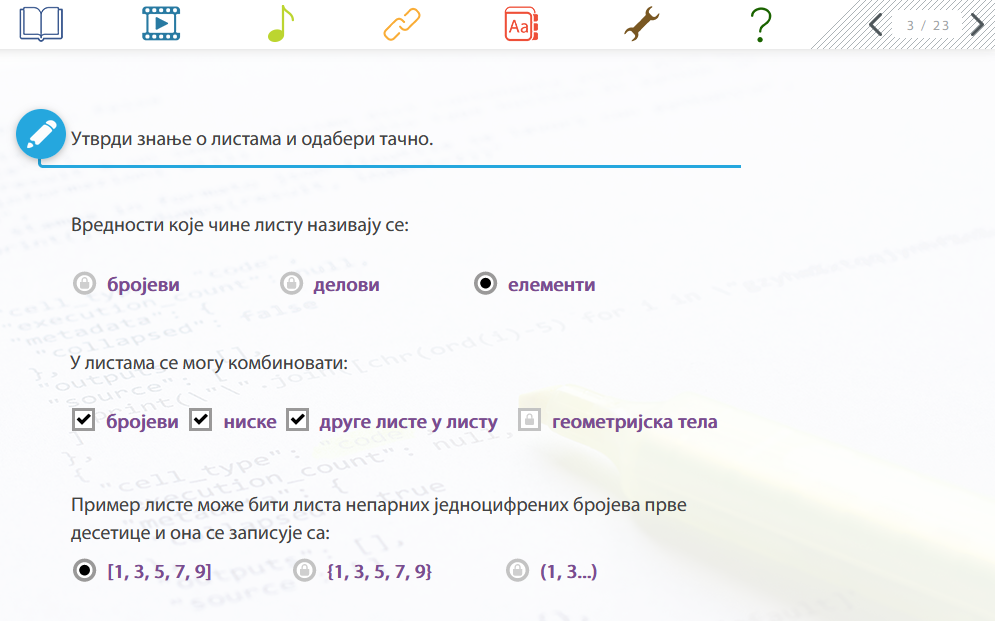 Aa
?
3 / 23
Утврди знање о листама и одабери тачно.
Вредности које чине листу називају се:
бројеви делови елементи
У листама се могу комбиновати:
бројеви ниске друге листе у листу геометријска тела
Пример листе може бити листа непарних једноцифрених бројева прве
десетице и она се записује са:
[1, 3, 5, 7, 9] {1, 3, 5, 7, 9} (1, 3...)